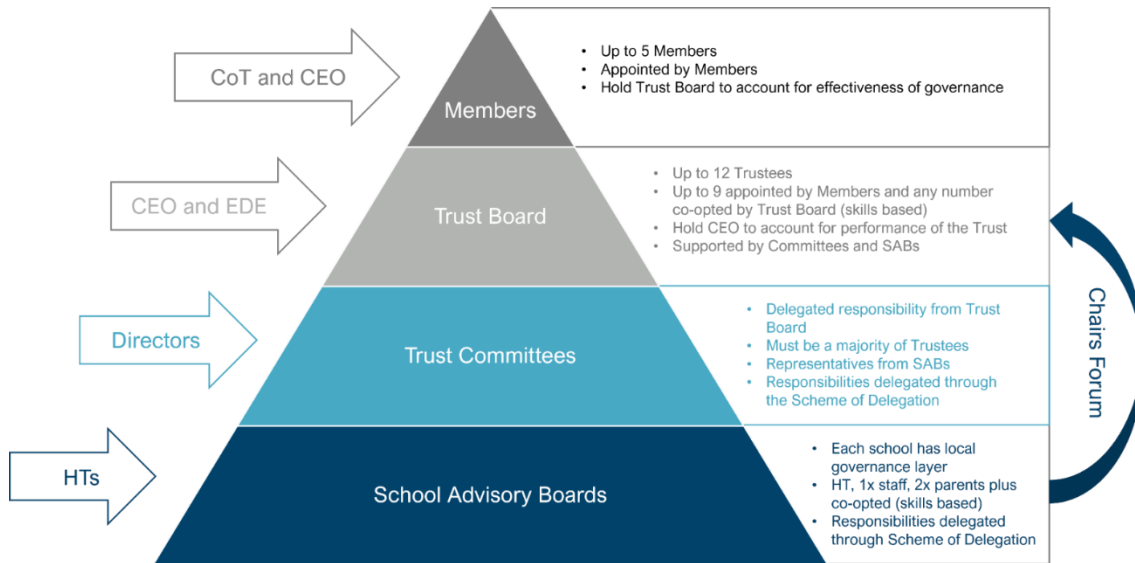 CoT and CEO
Members
• Up to 5 Members
• Appointed by Members
• Hold Trust Board to account for effectiveness of governance
CEO and EDE
Trust Board
• Up to 12 Trustees
• Up to 9 appointed by Members and any number
co-opted by Trust Board (skills based)
• Hold CEO to account for performance of the Trust
• Supported by Committees and SABs
Directors
Trust Committees
• Delegated responsibility from Trust
Board
• Must be a majority of Trustees
• Representatives from SABs
• Responsibilities delegated through
the Scheme of Delegation
Chairs Forum
HTs
School Advisory Boards
• Each school has local
governance layer
• HT, 1x staff, 2x parents plus
co-opted (skills based)
• Responsibilities delegated
through Scheme of Delegation